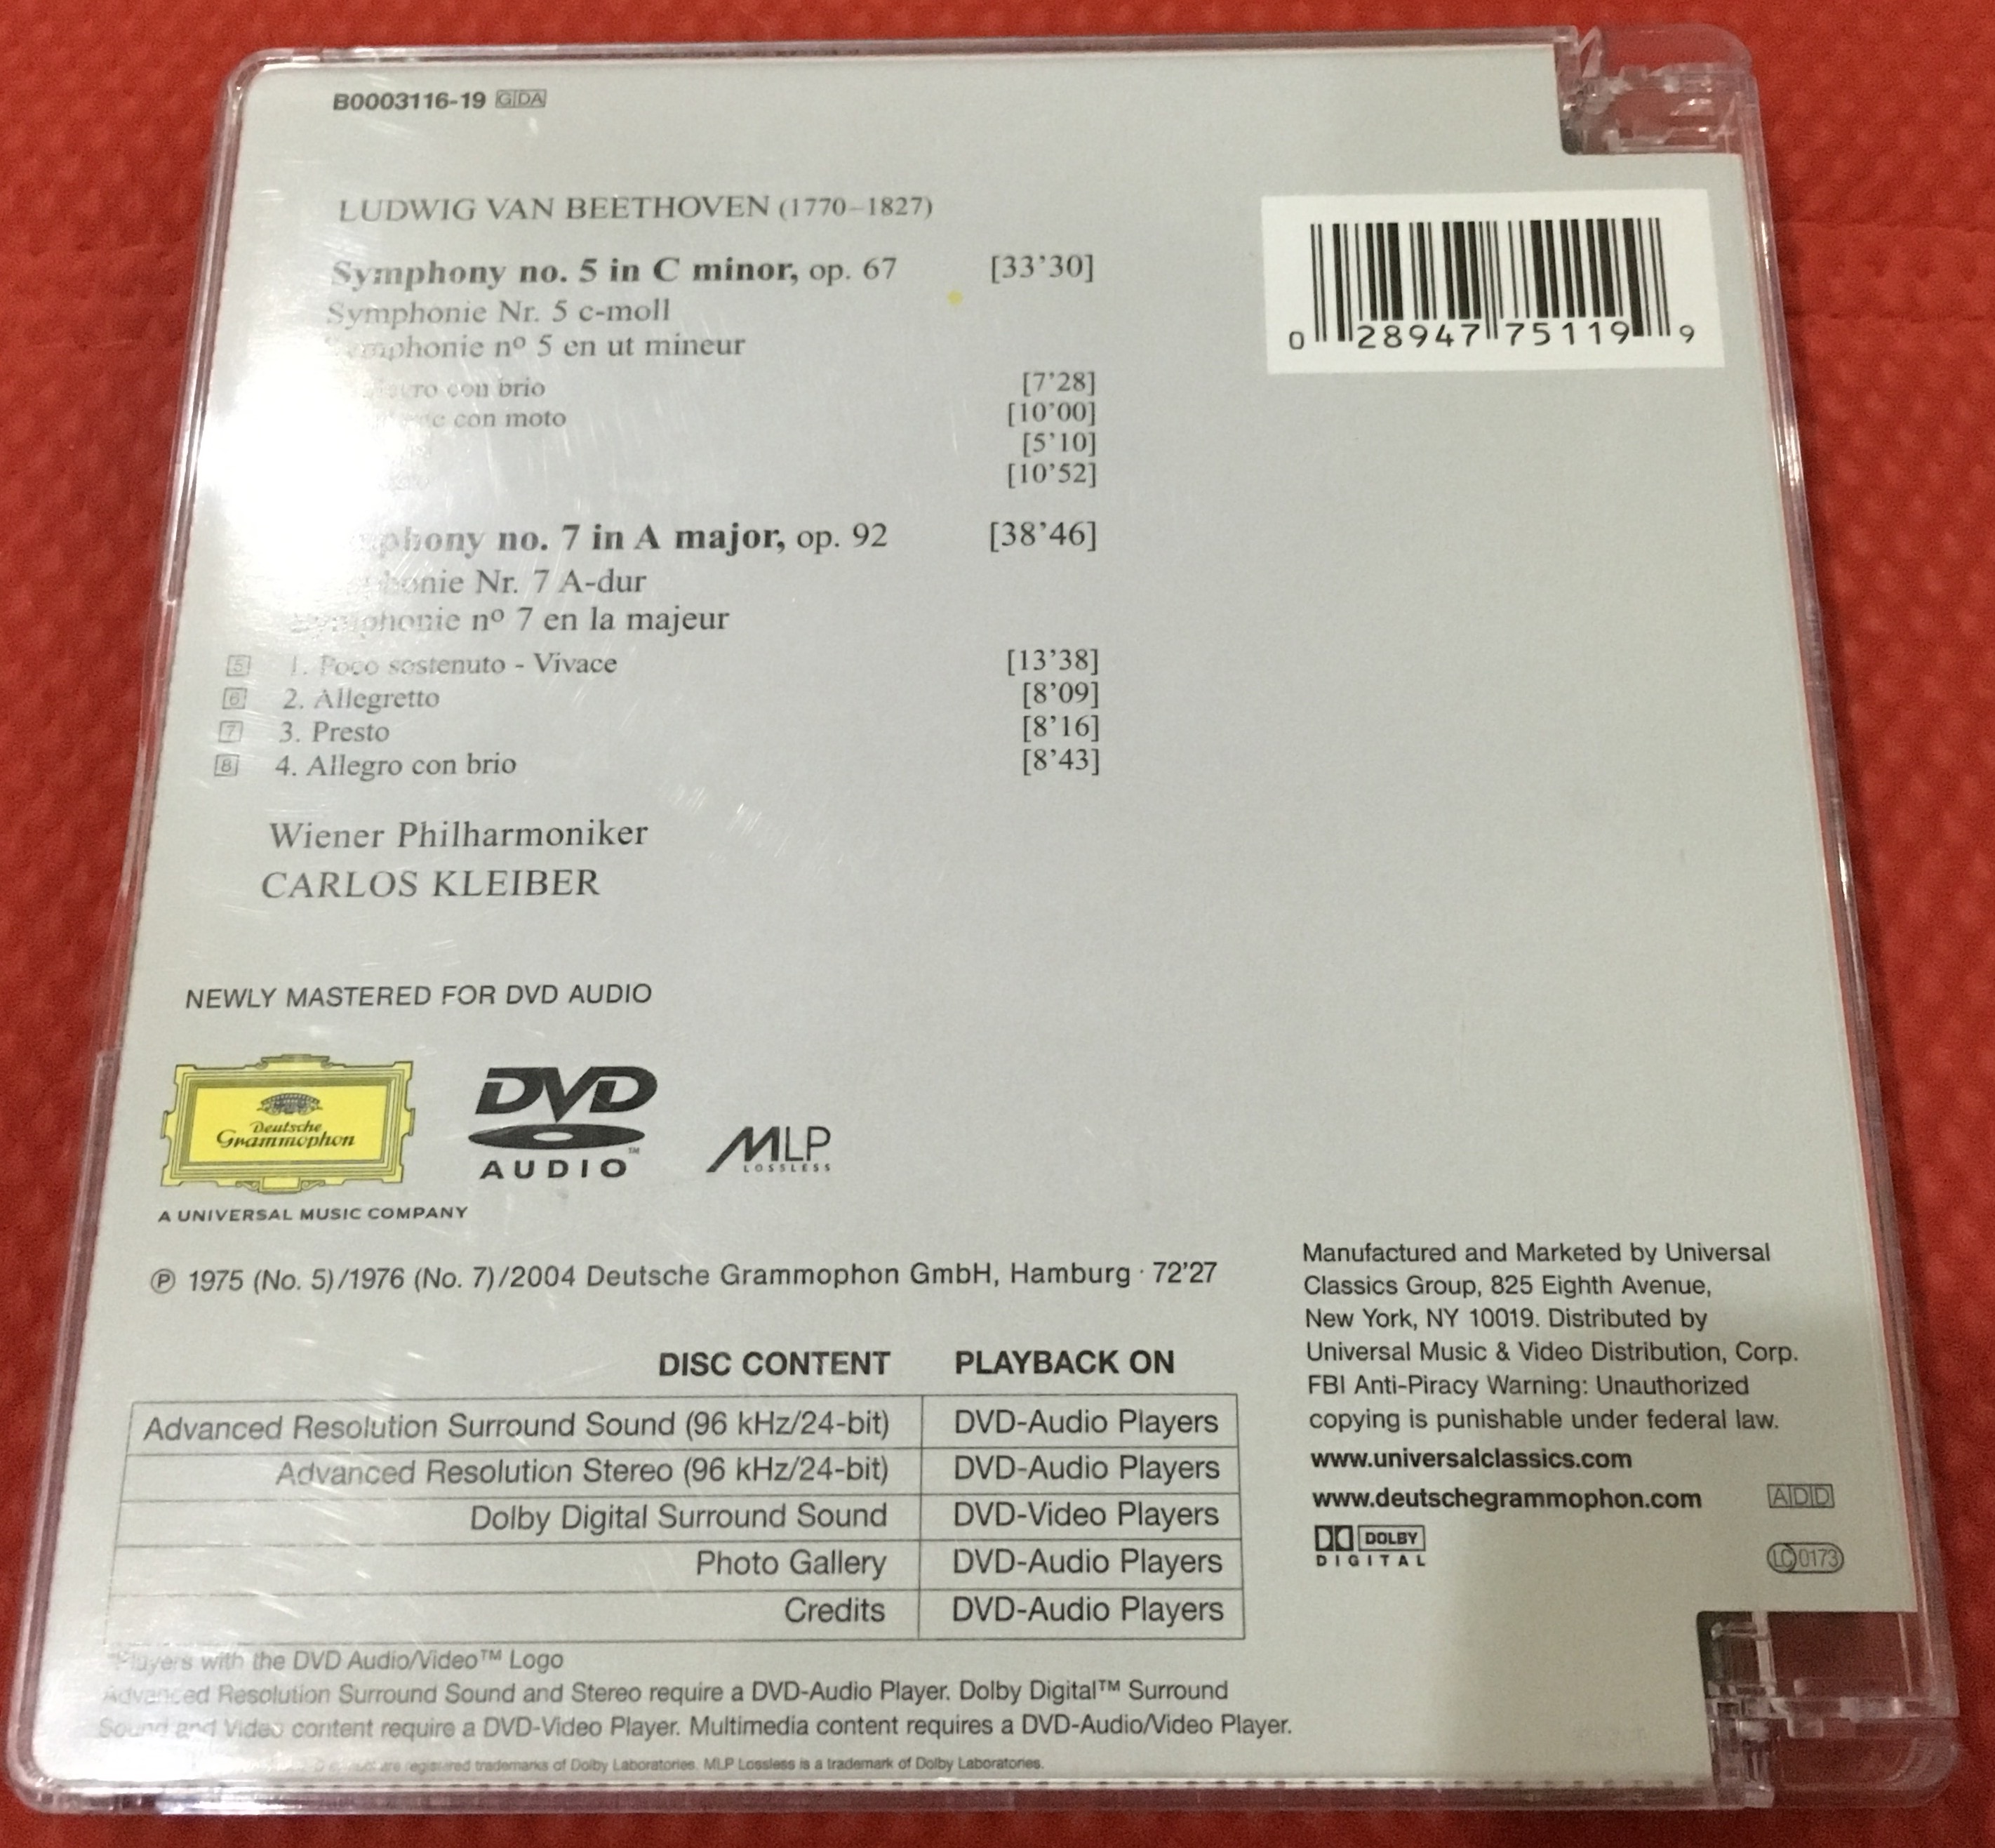 B0003116-19 GDA
LUDWIG VAN BEETHOVEN (1770–1827)
Symphony no. 5 in C minor, op. 67 [33'30]
Symphonie Nr. 5 c-moll
nº 5 en ut mineur
con brio [7'28]
con moto [10'00]
[5'10]
[10'52]
no. 7 in A major, op. 92 [38'46]
Nr. 7 A-dur
Symphonie nº 7 en la majeur
5 1. Poco sostenuto - Vivace [13'38]
6 2. Allegretto [8'09]
7 3. Presto [8'16]
8 4. Allegro con brio [8'43]
Wiener Philharmoniker
CARLOS KLEIBER
0 28947 75119 9
NEWLY MASTERED FOR DVD AUDIO
Deutsche
Grammophon
DVD
AUDIO™
MLP
LOSSLESS
A UNIVERSAL MUSIC COMPANY
℗ 1975 (No. 5)/1976 (No. 7)/2004 Deutsche Grammophon GmbH, Hamburg · 72'27
DISC CONTENT PLAYBACK ON
Advanced Resolution Surround Sound (96 kHz/24-bit) DVD-Audio Players
Advanced Resolution Stereo (96 kHz/24-bit) DVD-Audio Players
Dolby Digital Surround Sound DVD-Video Players
Photo Gallery DVD-Audio Players
Credits DVD-Audio Players
*Players with the DVD Audio/Video™ Logo
Advanced Resolution Surround Sound and Stereo require a DVD-Audio Player. Dolby Digital™ Surround
Sound and Video content require a DVD-Video Player. Multimedia content requires a DVD-Audio/Video Player.
are registered trademarks of Dolby Laboratories. MLP Lossless is a trademark of Dolby Laboratories.
Manufactured and Marketed by Universal
Classics Group, 825 Eighth Avenue,
New York, NY 10019. Distributed by
Universal Music & Video Distribution, Corp.
FBI Anti-Piracy Warning: Unauthorized
copying is punishable under federal law.
www.universalclassics.com
www.deutschegrammophon.com
ADD
DOLBY
DIGITAL
LC 0173